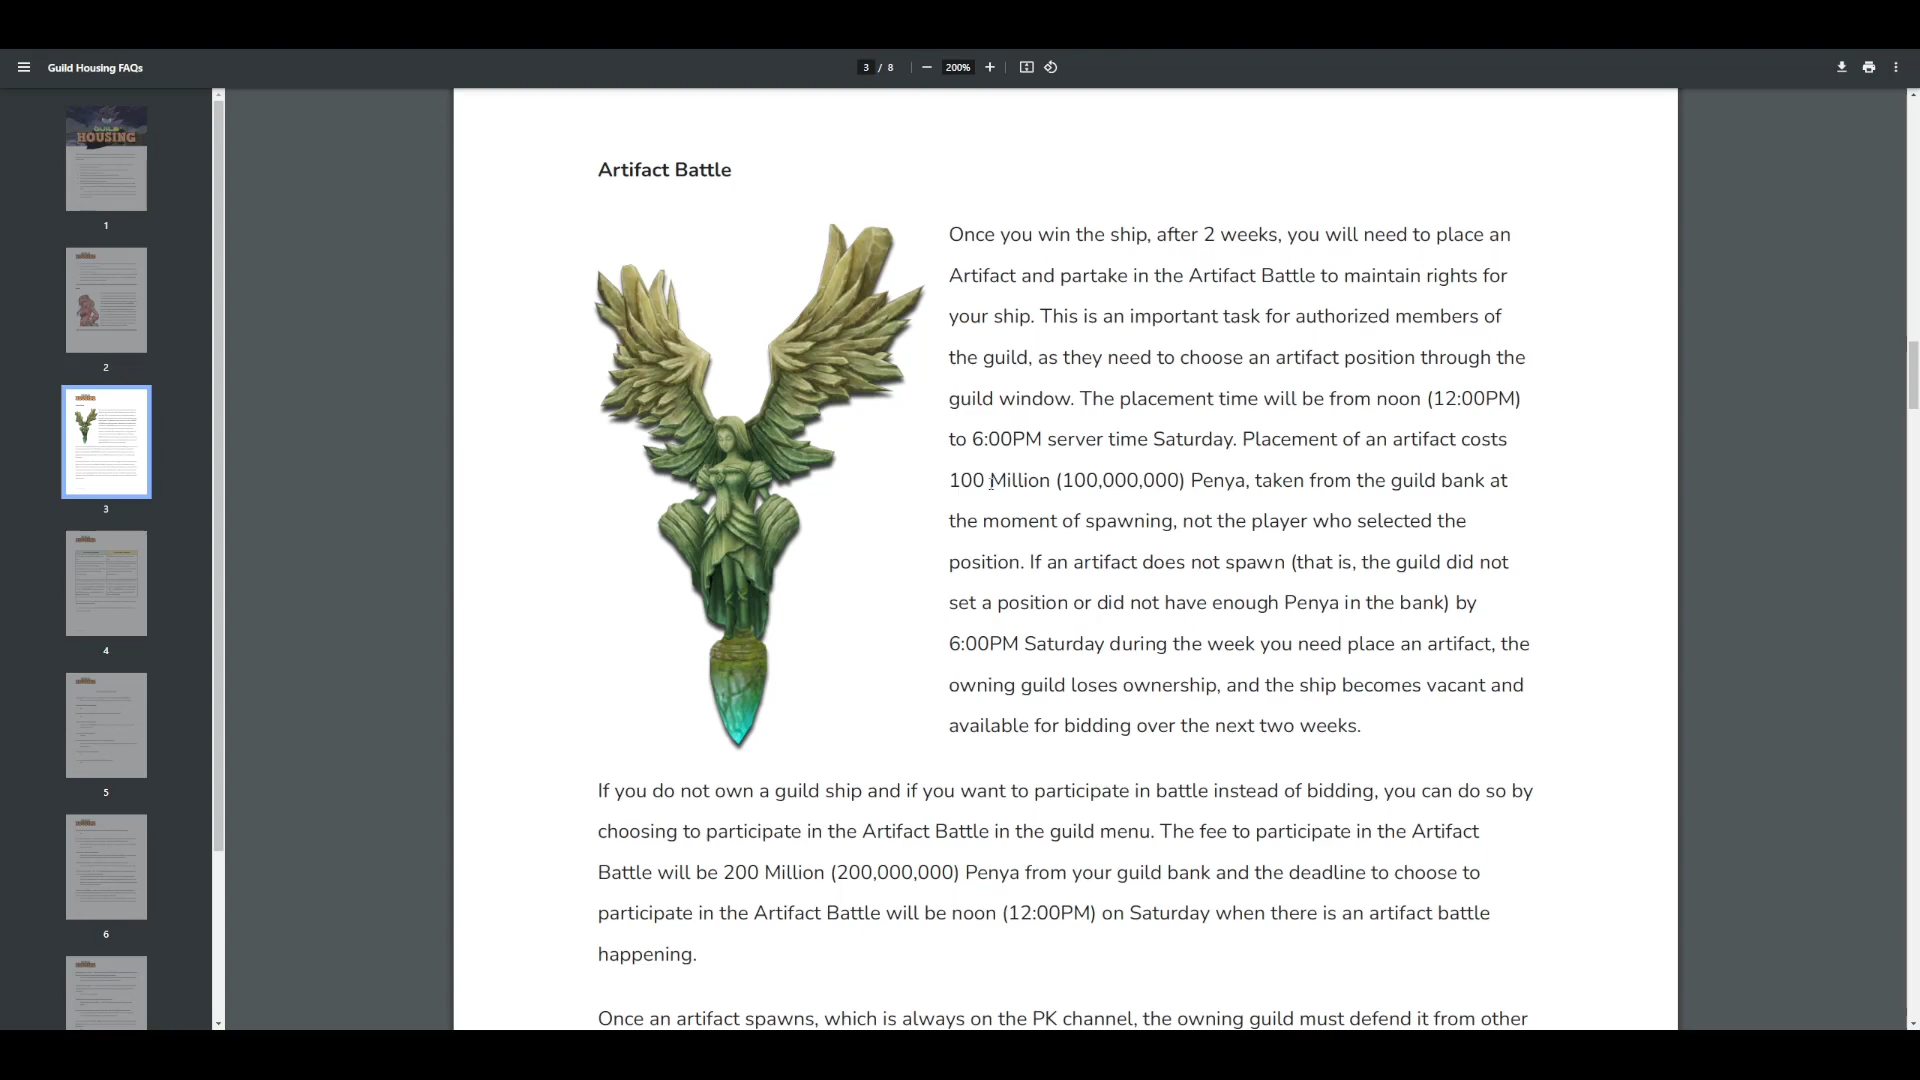 Guild Housing FAQs
3 / 8
200%
GUILD
HOUSING
1
2
3
4
5
6
Artifact Battle
Once you win the ship, after 2 weeks, you will need to place an
Artifact and partake in the Artifact Battle to maintain rights for
your ship. This is an important task for authorized members of
the guild, as they need to choose an artifact position through the
guild window. The placement time will be from noon (12:00PM)
to 6:00PM server time Saturday. Placement of an artifact costs
100 Million (100,000,000) Penya, taken from the guild bank at
the moment of spawning, not the player who selected the
position. If an artifact does not spawn (that is, the guild did not
set a position or did not have enough Penya in the bank) by
6:00PM Saturday during the week you need place an artifact, the
owning guild loses ownership, and the ship becomes vacant and
available for bidding over the next two weeks.
If you do not own a guild ship and if you want to participate in battle instead of bidding, you can do so by
choosing to participate in the Artifact Battle in the guild menu. The fee to participate in the Artifact
Battle will be 200 Million (200,000,000) Penya from your guild bank and the deadline to choose to
participate in the Artifact Battle will be noon (12:00PM) on Saturday when there is an artifact battle
happening.
Once an artifact spawns, which is always on the PK channel, the owning guild must defend it from other